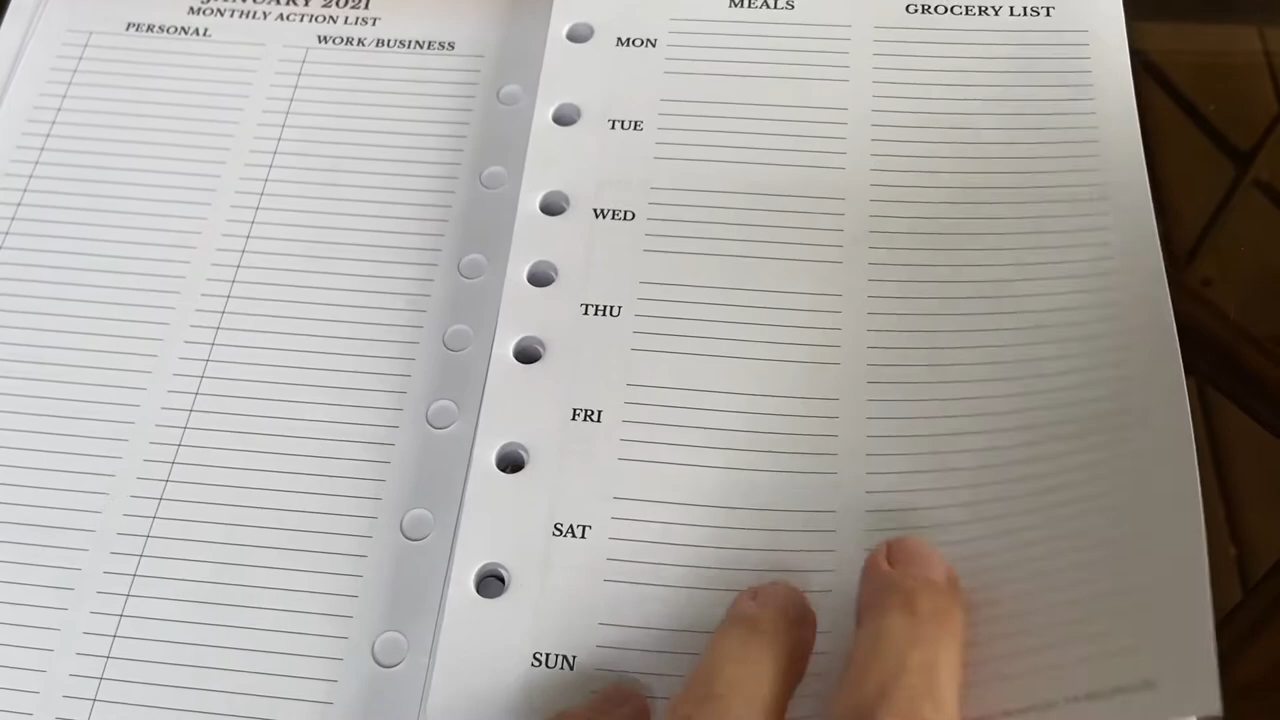 JANUARY 2021
MONTHLY ACTION LIST
PERSONAL
WORK/BUSINESS
MEALS
GROCERY LIST
MON
TUE
WED
THU
FRI
SAT
SUN